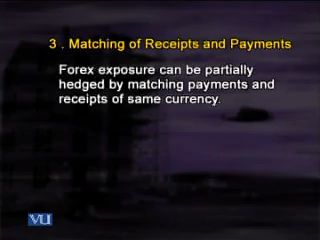 3 . Matching of Receipts and Payments
Forex exposure can be partially
hedged by matching payments and
receipts of same currency.
VU